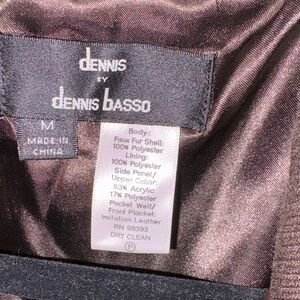 dennis
BY
dennis basso
M
MADE IN
CHINA
Body:
Faux Fur Shell:
100% Polyester
Lining:
100% Polyester
Side Panel/
Upper Collar:
83% Acrylic
17% Polyester
Pocket Welt/
Front Placket:
Imitation Leather
RN 98393
DRY CLEAN
P